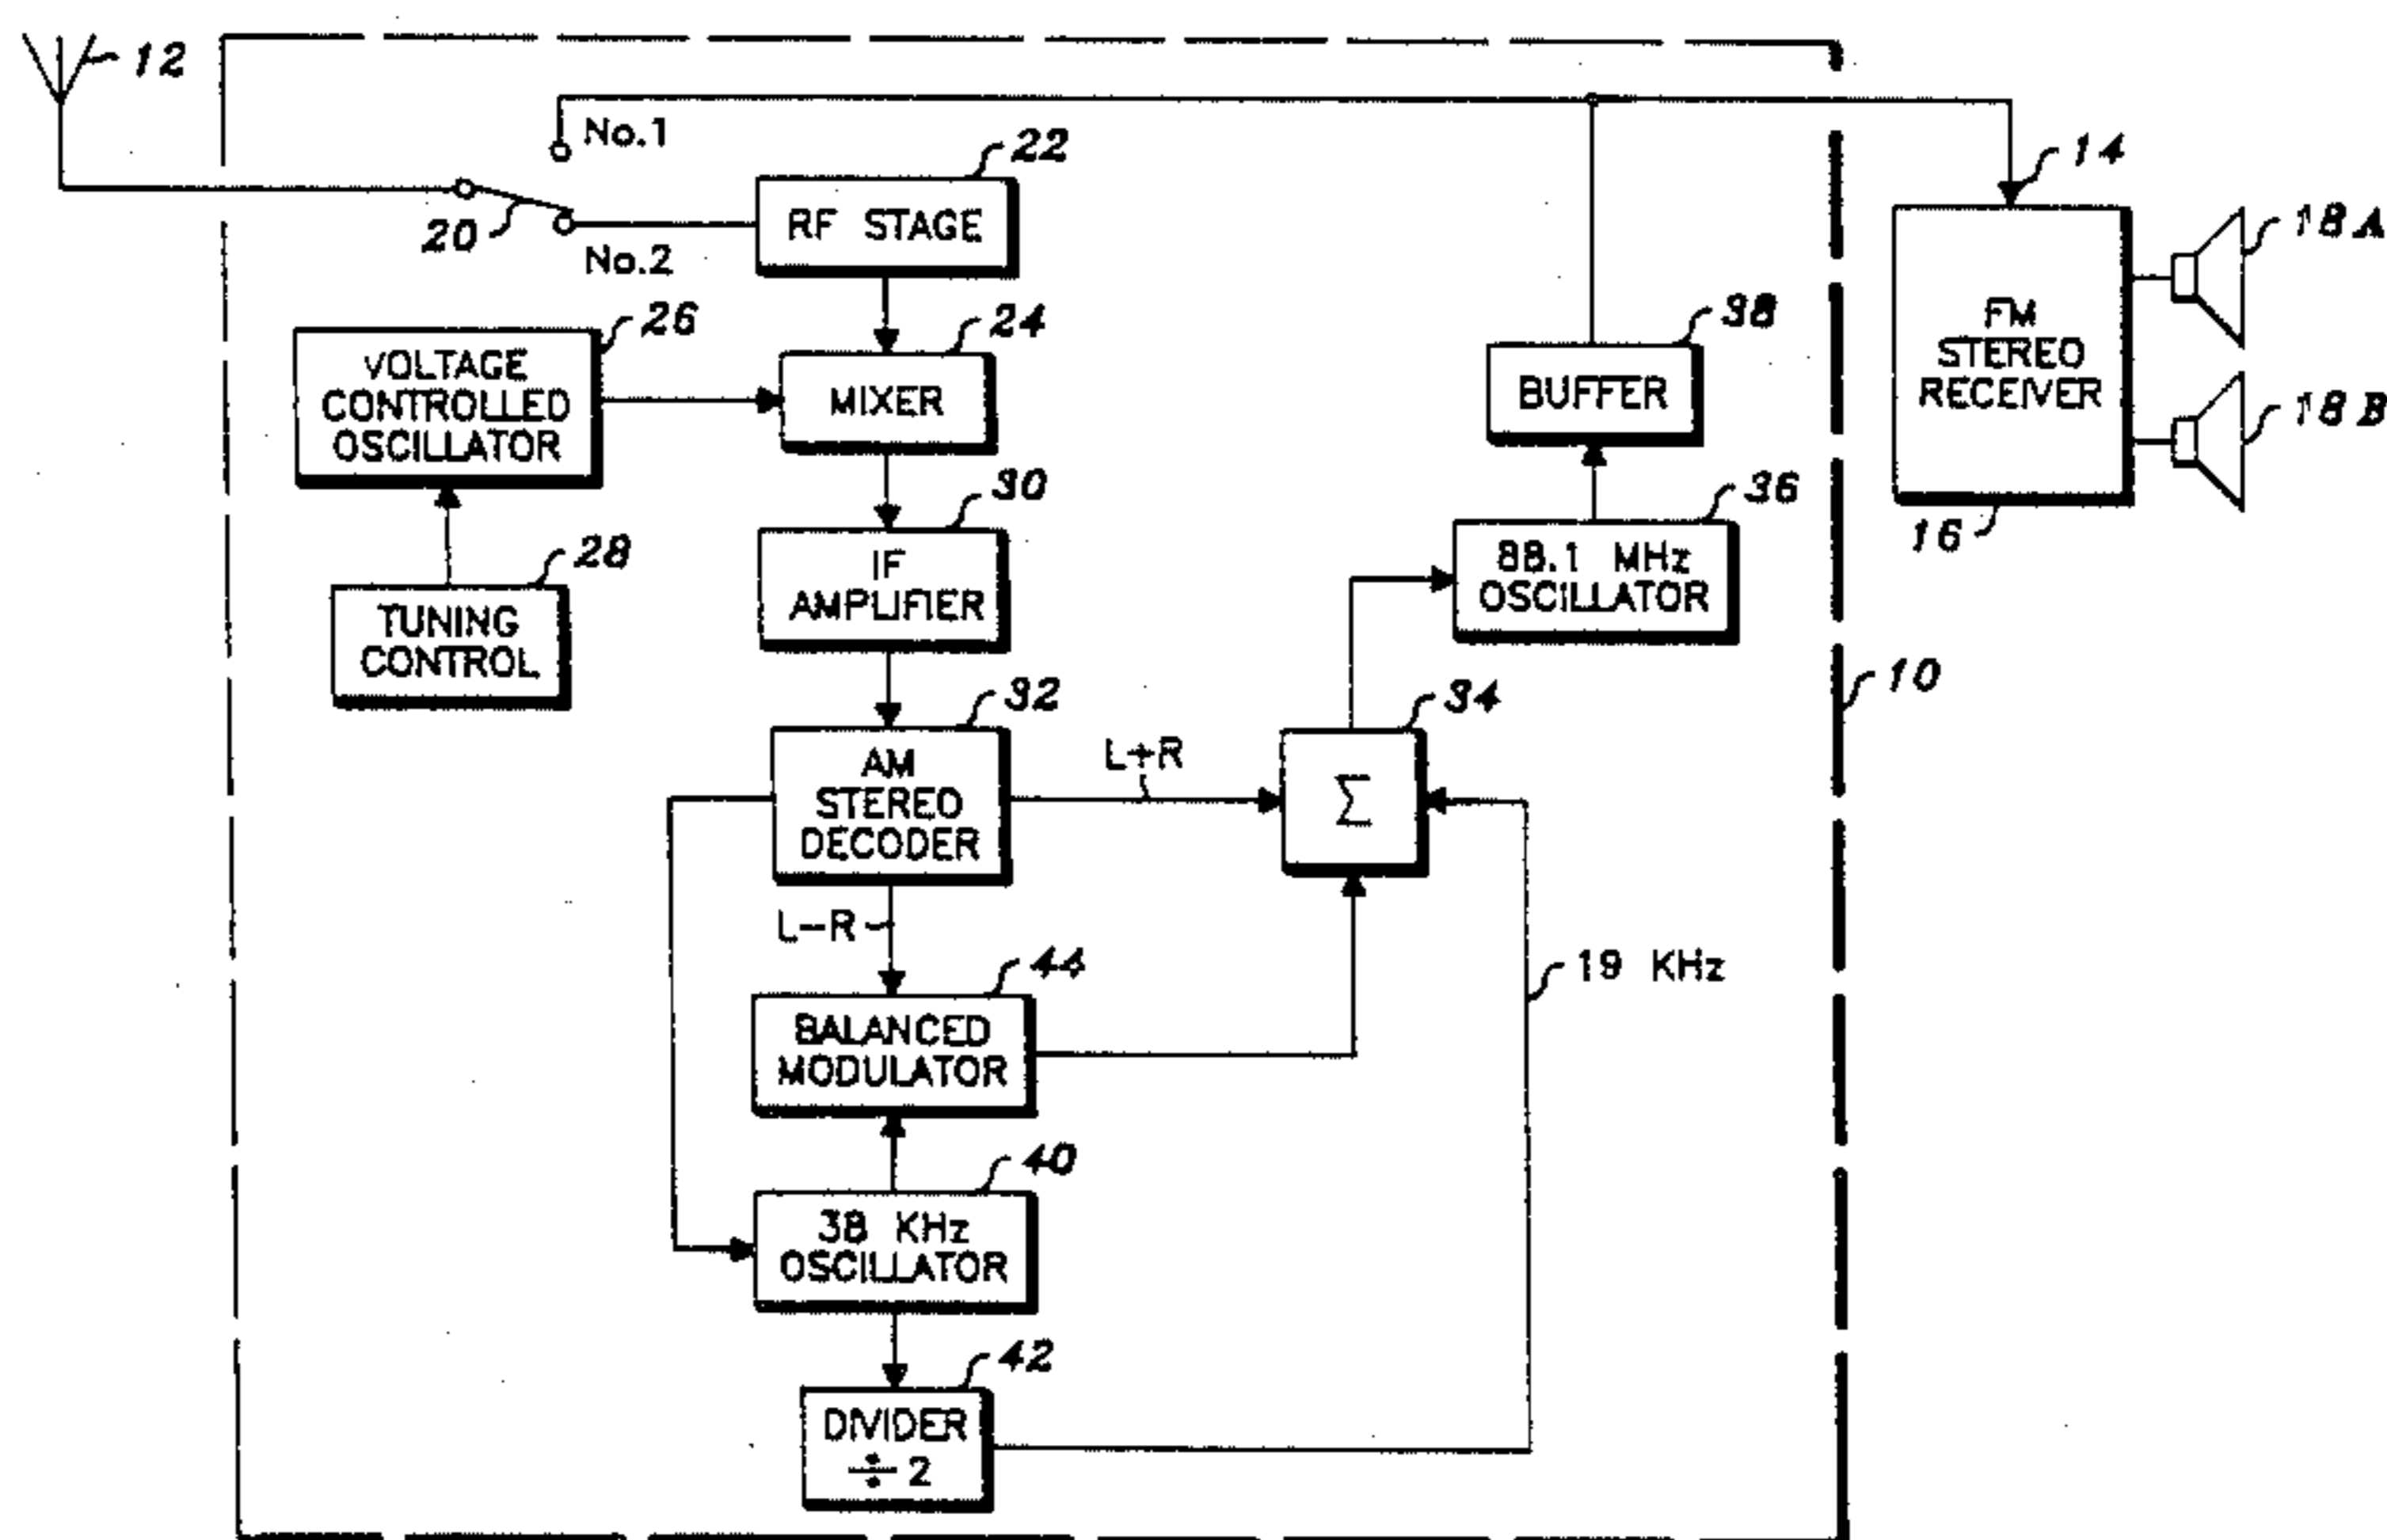 12
No.1
22
14
RF STAGE
20
No.2
18A
26
24
38
FM
STEREO
RECEIVER
VOLTAGE
CONTROLLED
OSCILLATOR
MIXER
BUFFER
18B
30
36
16
28
IF
AMPLIFIER
88.1 MHz
OSCILLATOR
TUNING
CONTROL
32
34
10
AM
STEREO
DECODER
L+R
Σ
L-R
44
19 KHz
BALANCED
MODULATOR
40
38 KHz
OSCILLATOR
42
DIVIDER
÷ 2